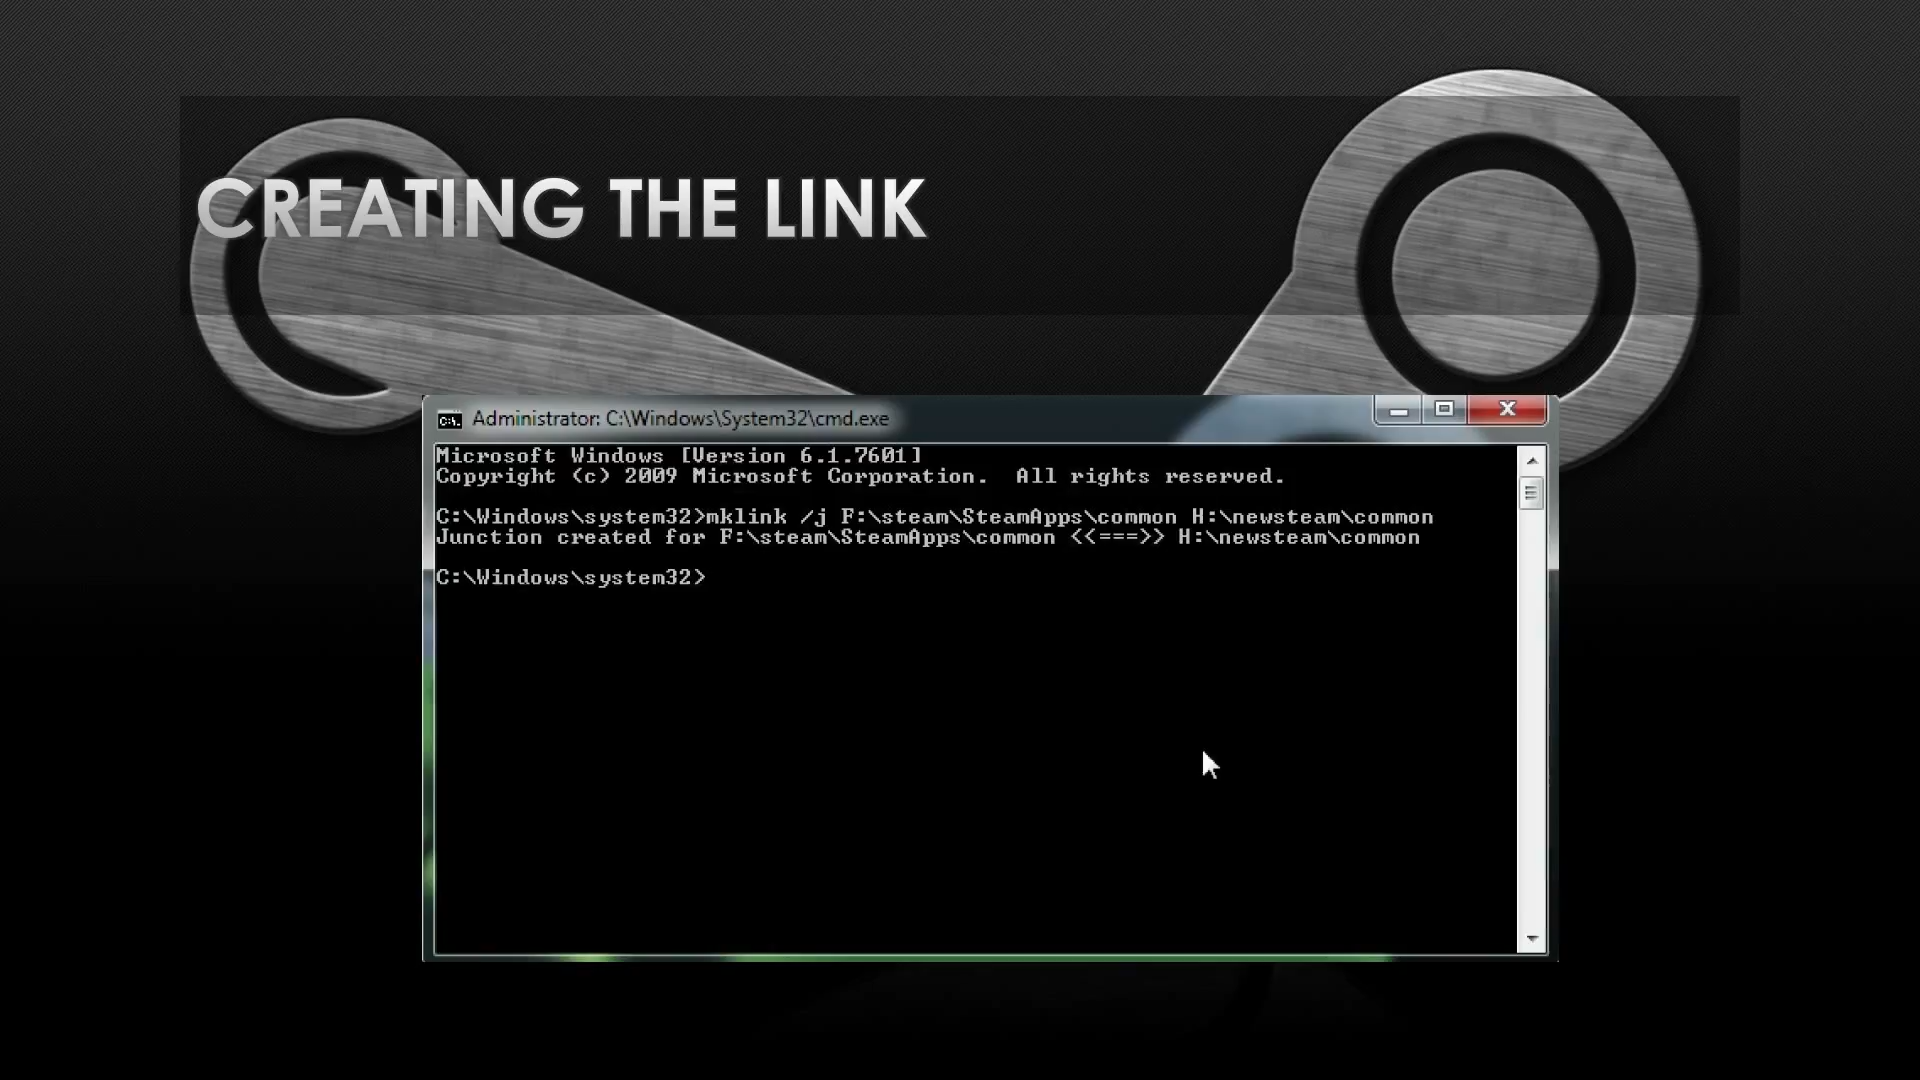 CREATING THE LINK
Administrator: C:\Windows\System32\cmd.exe
Microsoft Windows [Version 6.1.7601]
Copyright (c) 2009 Microsoft Corporation.  All rights reserved.
C:\Windows\system32>mklink /j F:\steam\SteamApps\common H:\newsteam\common
Junction created for F:\steam\SteamApps\common <<===>> H:\newsteam\common
C:\Windows\system32>